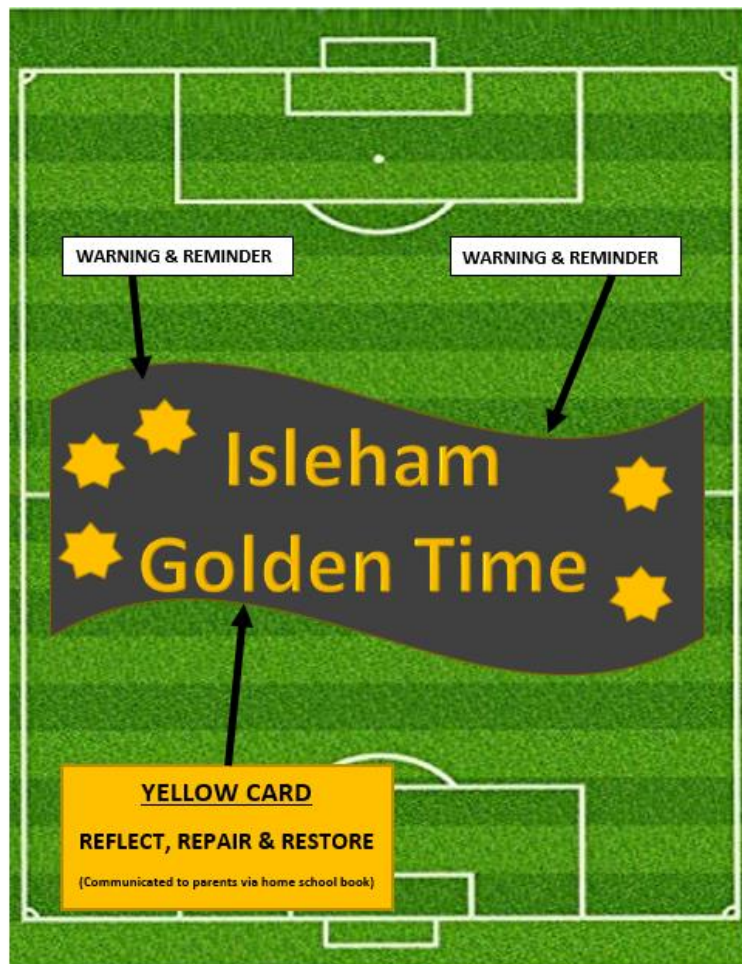 WARNING & REMINDER
WARNING & REMINDER
Isleham
Golden Time
YELLOW CARD
REFLECT, REPAIR & RESTORE
(Communicated to parents via home school book)